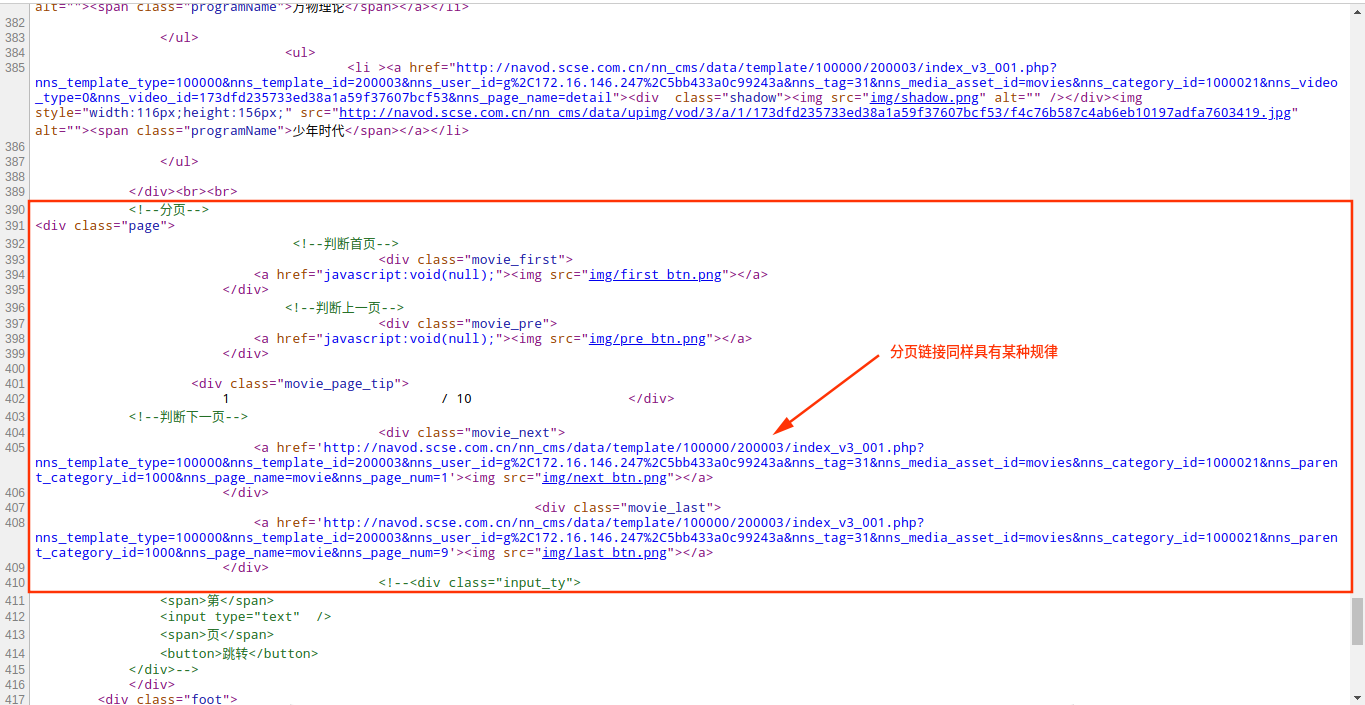 alt=""><span class="programName">万物理论</span></a></li>
382
383 </ul>
384 <ul>
385 <li ><a href="http://navod.scse.com.cn/nn_cms/data/template/100000/200003/index_v3_001.php?
nns_template_type=100000&nns_template_id=200003&nns_user_id=g%2C172.16.146.247%2C5bb433a0c99243a&nns_tag=31&nns_media_asset_id=movies&nns_category_id=1000021&nns_video
_type=0&nns_video_id=173dfd235733ed38a1a59f37607bcf53&nns_page_name=detail"><div  class="shadow"><img src="img/shadow.png" alt="" /></div><img
style="width:116px;height:156px;" src="http://navod.scse.com.cn/nn_cms/data/upimg/vod/3/a/1/173dfd235733ed38a1a59f37607bcf53/f4c76b587c4ab6eb10197adfa7603419.jpg"
alt=""><span class="programName">少年时代</span></a></li>
386
387 </ul>
388
389 </div><br><br>
390 <!--分页-->
391 <div class="page">
392 <!--判断首页-->
393 <div class="movie_first">
394 <a href="javascript:void(null);"><img src="img/first_btn.png"></a>
395 </div>
396 <!--判断上一页-->
397 <div class="movie_pre">
398 <a href="javascript:void(null);"><img src="img/pre_btn.png"></a>
399 </div>
分页链接同样具有某种规律
400
401 <div class="movie_page_tip">
402 1 / 10 </div>
403 <!--判断下一页-->
404 <div class="movie_next">
405 <a href='http://navod.scse.com.cn/nn_cms/data/template/100000/200003/index_v3_001.php?
nns_template_type=100000&nns_template_id=200003&nns_user_id=g%2C172.16.146.247%2C5bb433a0c99243a&nns_tag=31&nns_media_asset_id=movies&nns_category_id=1000021&nns_paren
t_category_id=1000&nns_page_name=movie&nns_page_num=1'><img src="img/next_btn.png"></a>
406 </div>
407 <div class="movie_last">
408 <a href='http://navod.scse.com.cn/nn_cms/data/template/100000/200003/index_v3_001.php?
nns_template_type=100000&nns_template_id=200003&nns_user_id=g%2C172.16.146.247%2C5bb433a0c99243a&nns_tag=31&nns_media_asset_id=movies&nns_category_id=1000021&nns_paren
t_category_id=1000&nns_page_name=movie&nns_page_num=9'><img src="img/last_btn.png"></a>
409 </div>
410 <!--<div class="input_ty">
411 <span>第</span>
412 <input type="text"  />
413 <span>页</span>
414 <button>跳转</button>
415 </div>-->
416 </div>
417 <div class="foot">